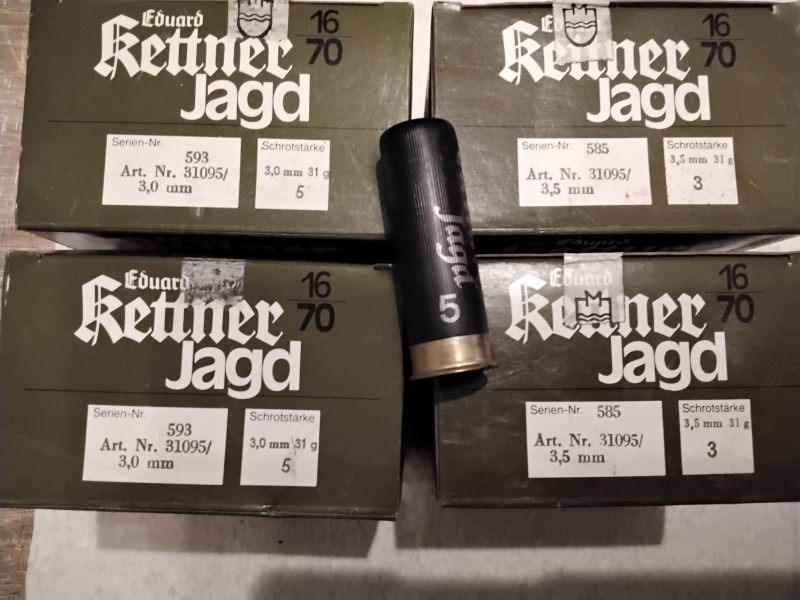 Eduard
Kettner
Jagd
16
70
Serien-Nr.
593
Art. Nr. 31095/
3,0 mm
Schrotstärke
3,0 mm 31 g
5
Kettner
Jagd
16
70
Serien-Nr.
585
Art. Nr. 31095/
3,5 mm
Schrotstärke
3,5 mm 31 g
3
Jagd
5
Eduard
Kettner
Jagd
16
70
Serien-Nr.
593
Art. Nr. 31095/
3,0 mm
Schrotstärke
3,0 mm 31 g
5
Eduard
Kettner
Jagd
16
70
Serien-Nr.
585
Art. Nr. 31095/
3,5 mm
Schrotstärke
3,5 mm 31 g
3